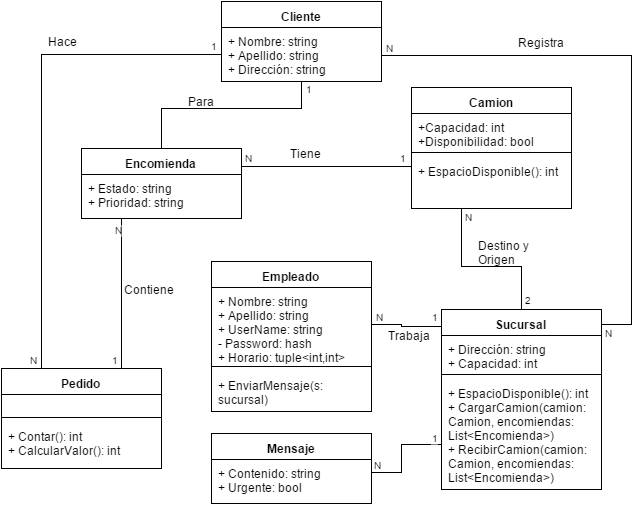 Cliente
+ Nombre: string
+ Apellido: string
+ Dirección: string
Hace
1
N
Registra
1
Para
Camion
+Capacidad: int
+Disponibilidad: bool
+ EspacioDisponible(): int
Encomienda
+ Estado: string
+ Prioridad: string
N
Tiene
1
N
N
Destino y
Origen
2
Contiene
Empleado
+ Nombre: string
+ Apellido: string
+ UserName: string
- Password: hash
+ Horario: tuple<int,int>
+ EnviarMensaje(s:
sucursal)
N
1
Trabaja
Sucursal
N
+ Dirección: string
+ Capacidad: int
+ EspacioDisponible(): int
+ CargarCamion(camion:
Camion, encomiendas:
List<Encomienda>)
+ RecibirCamion(camion:
Camion, encomiendas:
List<Encomienda>)
N
1
Pedido
+ Contar(): int
+ CalcularValor(): int
Mensaje
+ Contenido: string
+ Urgente: bool
N
1